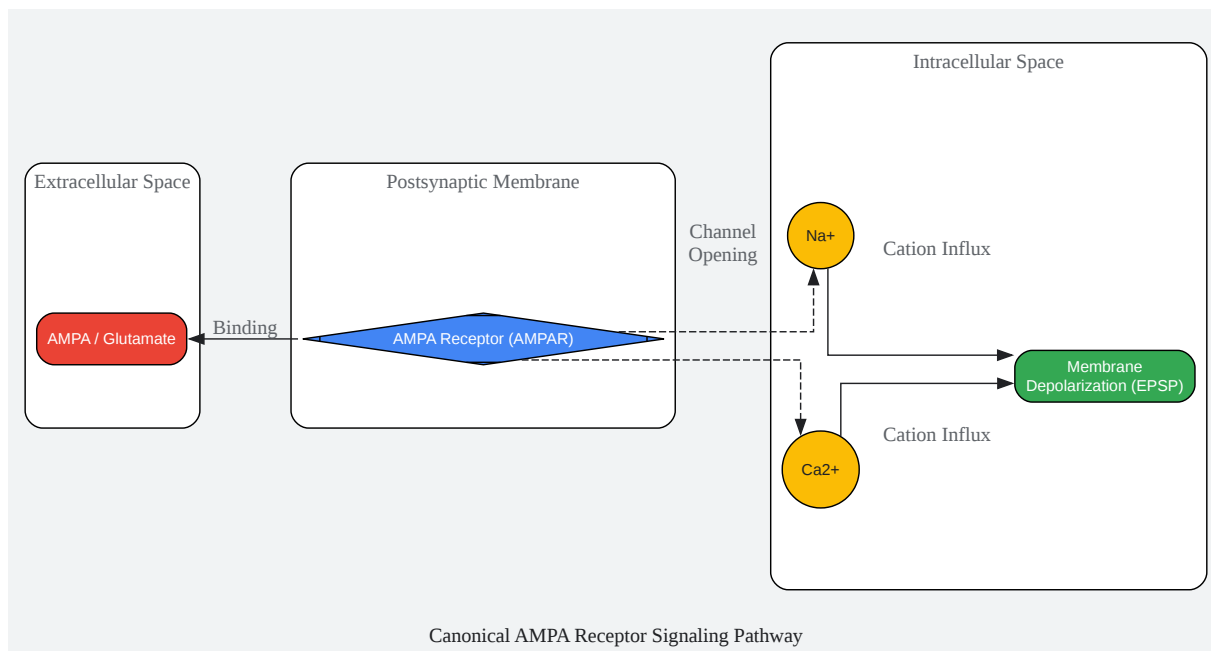 Extracellular Space
AMPA / Glutamate
Binding
Postsynaptic Membrane
AMPA Receptor (AMPAR)
Channel
Opening
Intracellular Space
Na+
Cation Influx
Membrane
Depolarization (EPSP)
Cation Influx
Ca2+
Canonical AMPA Receptor Signaling Pathway